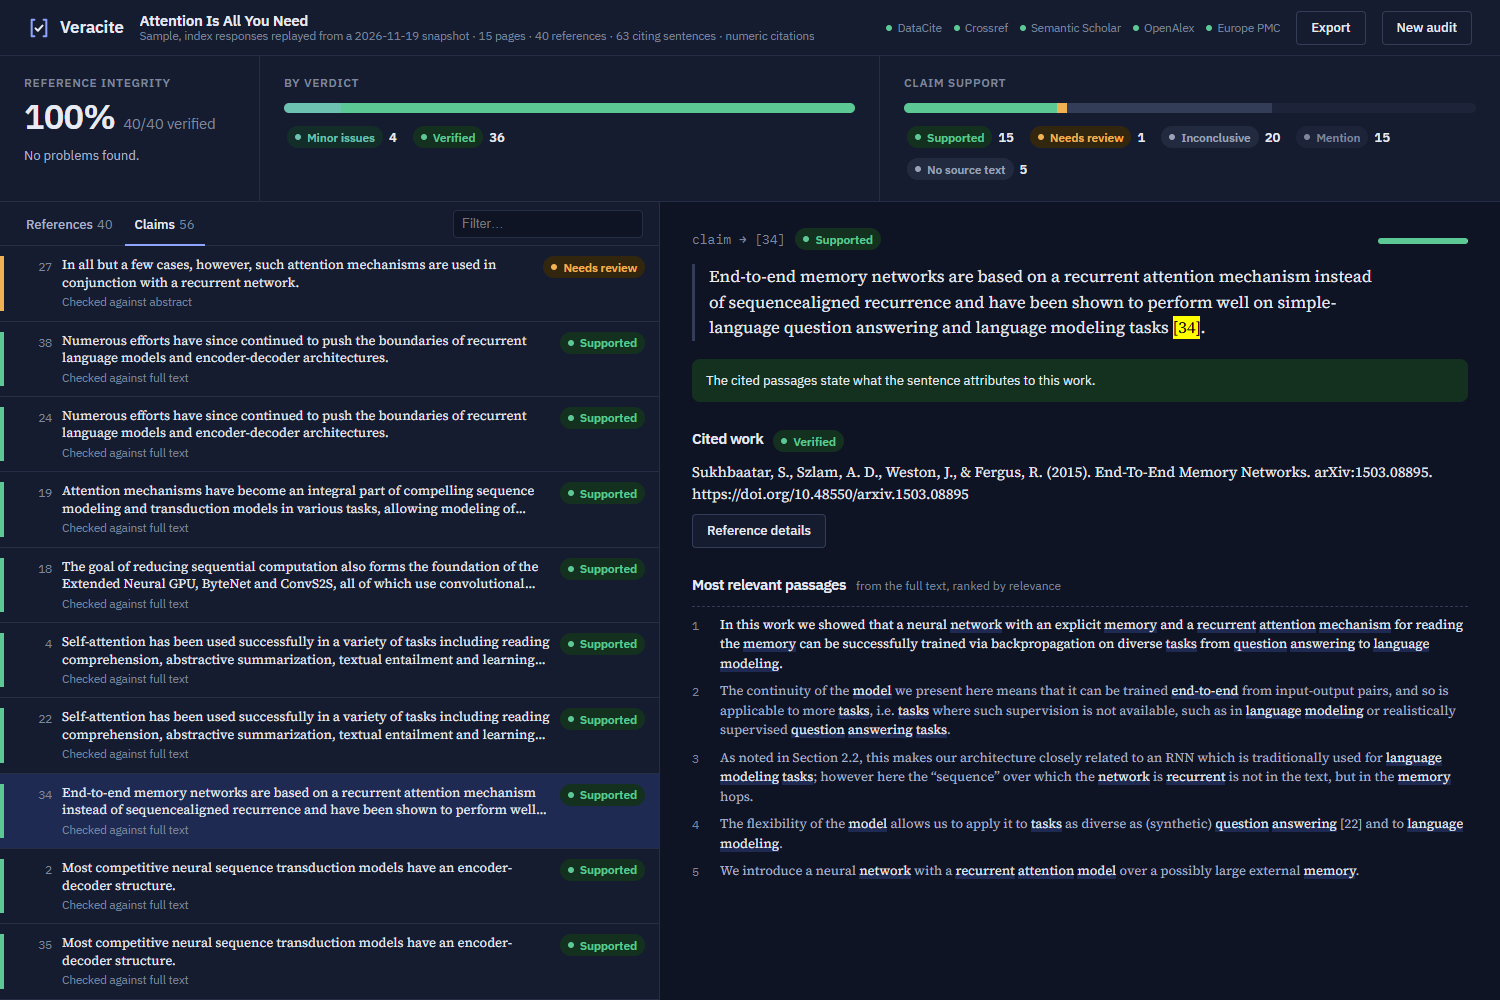 Veracite
Attention Is All You Need
Sample, index responses replayed from a 2026-11-19 snapshot · 15 pages · 40 references · 63 citing sentences · numeric citations
DataCite
Crossref
Semantic Scholar
OpenAlex
Europe PMC
Export
New audit
REFERENCE INTEGRITY
100% 40/40 verified
No problems found.
BY VERDICT
Minor issues 4
Verified 36
CLAIM SUPPORT
Supported 15
Needs review 1
Inconclusive 20
Mention 15
No source text 5
References 40
Claims 56
Filter...
27 In all but a few cases, however, such attention mechanisms are used in
conjunction with a recurrent network.
Checked against abstract
Needs review
38 Numerous efforts have since continued to push the boundaries of recurrent
language models and encoder-decoder architectures.
Checked against full text
Supported
24 Numerous efforts have since continued to push the boundaries of recurrent
language models and encoder-decoder architectures.
Checked against full text
Supported
19 Attention mechanisms have become an integral part of compelling sequence
modeling and transduction models in various tasks, allowing modeling of...
Checked against full text
Supported
18 The goal of reducing sequential computation also forms the foundation of the
Extended Neural GPU, ByteNet and ConvS2S, all of which use convolutional...
Checked against full text
Supported
4 Self-attention has been used successfully in a variety of tasks including reading
comprehension, abstractive summarization, textual entailment and learning...
Checked against full text
Supported
22 Self-attention has been used successfully in a variety of tasks including reading
comprehension, abstractive summarization, textual entailment and learning...
Checked against full text
Supported
34 End-to-end memory networks are based on a recurrent attention mechanism
instead of sequencealigned recurrence and have been shown to perform well...
Checked against full text
Supported
2 Most competitive neural sequence transduction models have an encoder-
decoder structure.
Checked against full text
Supported
35 Most competitive neural sequence transduction models have an encoder-
decoder structure.
Checked against full text
Supported
claim → [34]
Supported
End-to-end memory networks are based on a recurrent attention mechanism instead
of sequencealigned recurrence and have been shown to perform well on simple-
language question answering and language modeling tasks [34].
The cited passages state what the sentence attributes to this work.
Cited work
Verified
Sukhbaatar, S., Szlam, A. D., Weston, J., & Fergus, R. (2015). End-To-End Memory Networks. arXiv:1503.08895.
https://doi.org/10.48550/arxiv.1503.08895
Reference details
Most relevant passages from the full text, ranked by relevance
1 In this work we showed that a neural network with an explicit memory and a recurrent attention mechanism for reading
the memory can be successfully trained via backpropagation on diverse tasks from question answering to language
modeling.
2 The continuity of the model we present here means that it can be trained end-to-end from input-output pairs, and so is
applicable to more tasks, i.e. tasks where such supervision is not available, such as in language modeling or realistically
supervised question answering tasks.
3 As noted in Section 2.2, this makes our architecture closely related to an RNN which is traditionally used for language
modeling tasks; however here the “sequence” over which the network is recurrent is not in the text, but in the memory
hops.
4 The flexibility of the model allows us to apply it to tasks as diverse as (synthetic) question answering [22] and to language
modeling.
5 We introduce a neural network with a recurrent attention model over a possibly large external memory.